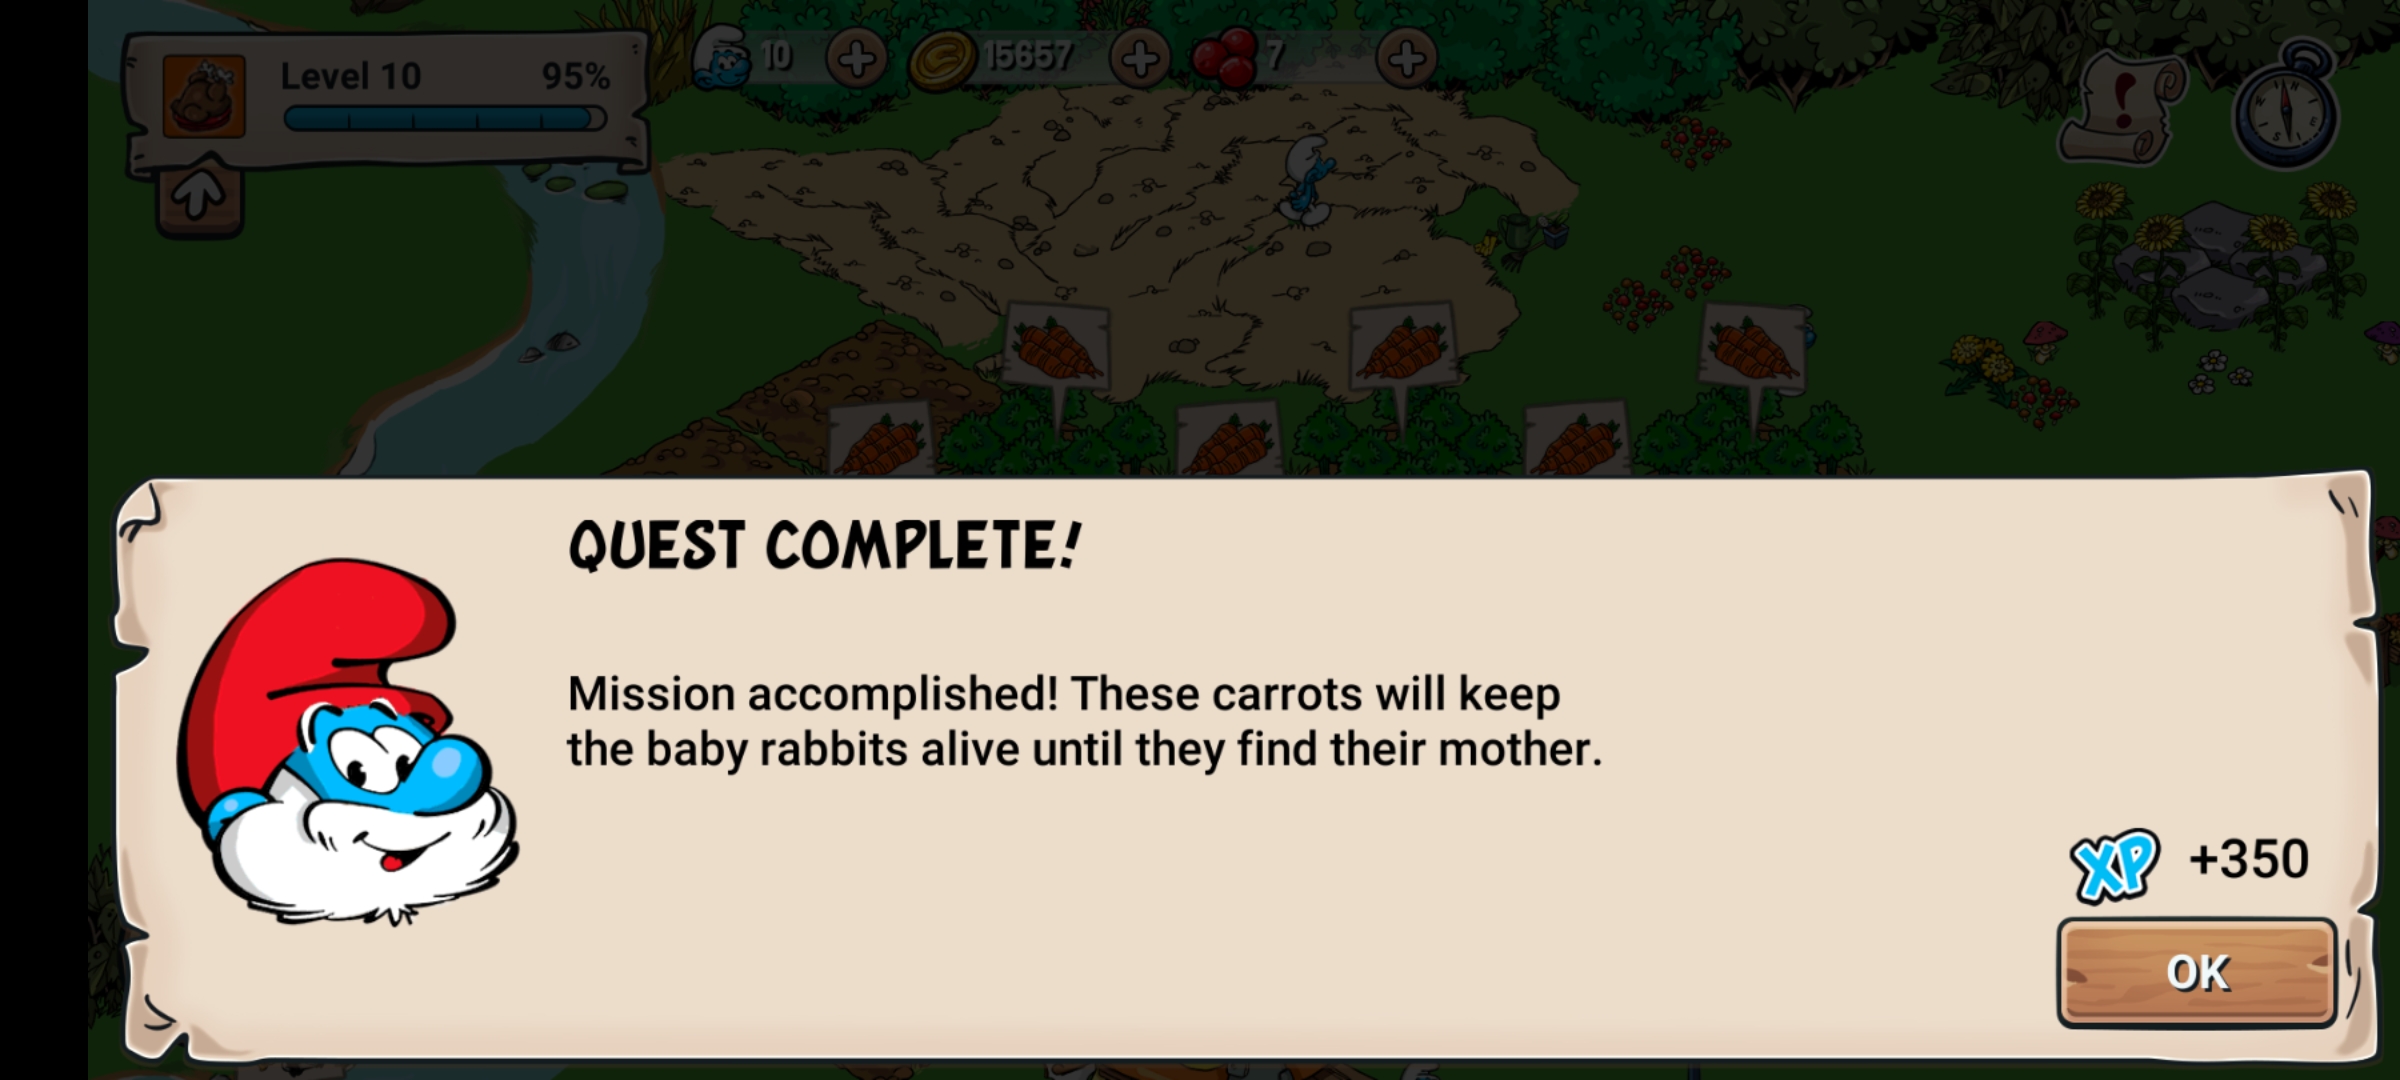 Level 10 95%
10
15657
7
QUEST COMPLETE!
Mission accomplished! These carrots will keep
the baby rabbits alive until they find their mother.
XP +350
OK